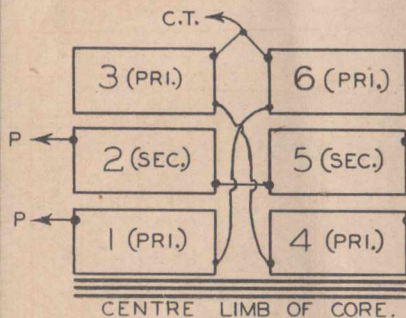 C.T.
3 (PRI.) 6 (PRI.)
P 2 (SEC.) 5 (SEC.)
P 1 (PRI.) 4 (PRI.)
CENTRE LIMB OF CORE.